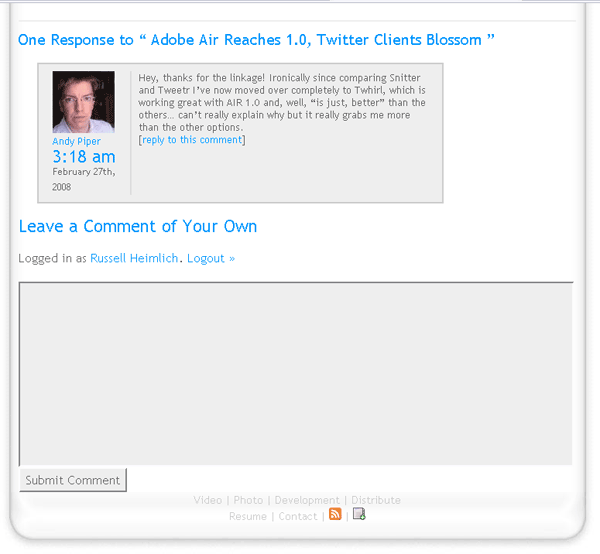 One Response to “ Adobe Air Reaches 1.0, Twitter Clients Blossom ”
Hey, thanks for the linkage! Ironically since comparing Snitter
and Tweetr I’ve now moved over completely to Twhirl, which is
working great with AIR 1.0 and, well, “is just, better” than the
others... can’t really explain why but it really grabs me more
than the other options.
[reply to this comment]
Andy Piper
3:18 am
February 27th,
2008
Leave a Comment of Your Own
Logged in as Russell Heimlich. Logout »
Submit Comment
Video | Photo | Development | Distribute
Resume | Contact | |